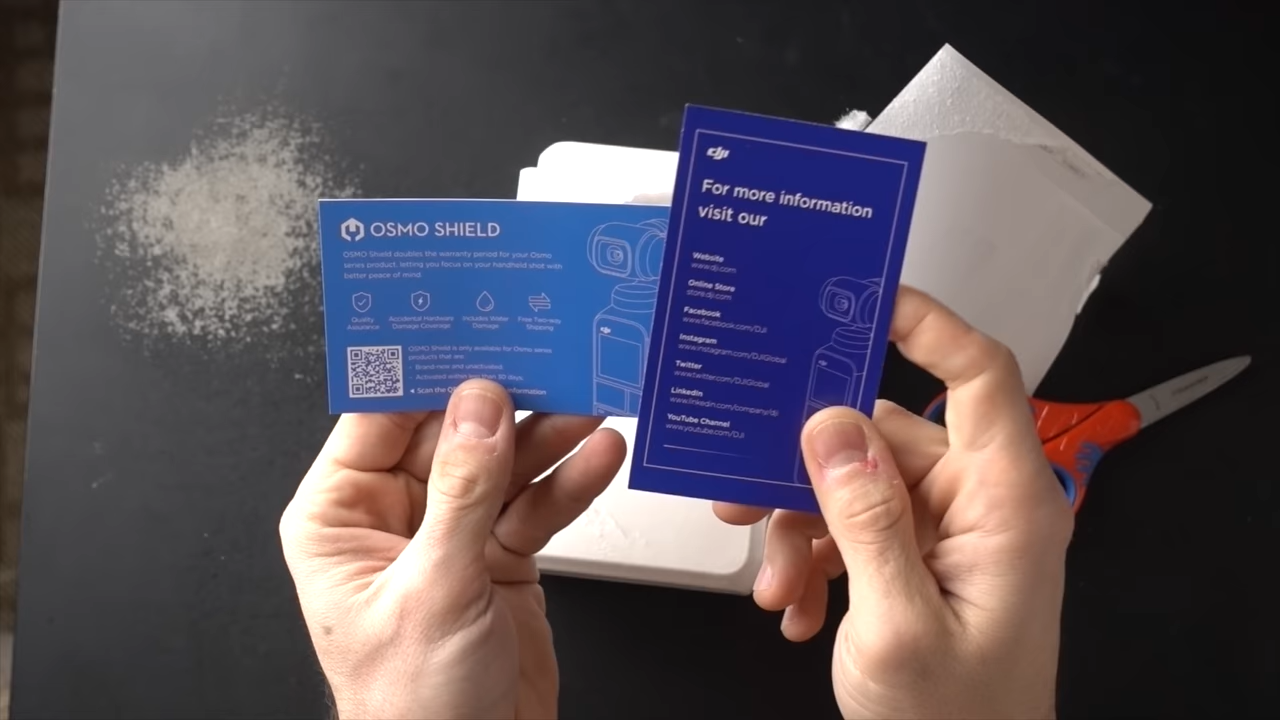 OSMO SHIELD
OSMO Shield doubles the warranty period for your Osmo
series product, letting you focus on your handheld shot with
better peace of mind.
Quality
Assurance
Accidental Hardware
Damage Coverage
Includes Water
Damage
Free Two-way
Shipping
OSMO Shield is only available for Osmo series
products that are:
- Brand-new and unactivated.
- Activated within less than 30 days.
◄ Scan the information
dji
dji
For more information
visit our
Website
www.dji.com
Online Store
store.dji.com
Facebook
www.facebook.com/DJI
Instagram
www.instagram.com/DJIGlobal
Twitter
www.twitter.com/DJIGlobal
LinkedIn
www.linkedin.com/company/dji
YouTube Channel
www.youtube.com/DJI